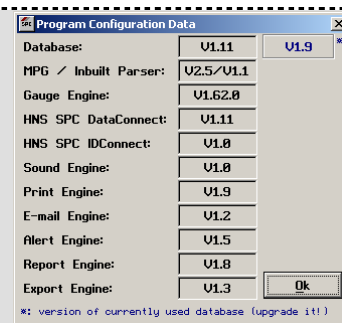 SPC Program Configuration Data
Database: V1.11 V1.9 *
MPG / Inbuilt Parser: V2.5/V1.1
Gauge Engine: V1.62.0
HNS SPC DataConnect: V1.11
HNS SPC IDConnect: V1.0
Sound Engine: V1.0
Print Engine: V1.9
E-mail Engine: V1.2
Alert Engine: V1.5
Report Engine: V1.8
Export Engine: V1.3 Ok
*: version of currently used database (upgrade it!)